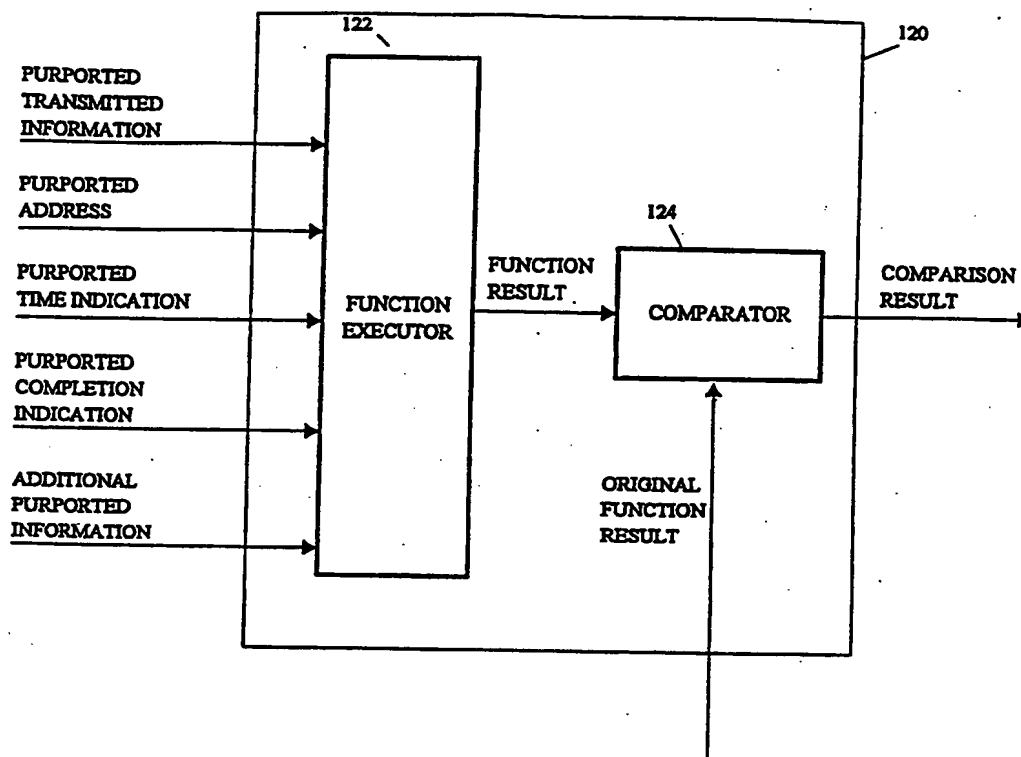 122
120
PURPORTED
TRANSMITTED
INFORMATION
PURPORTED
ADDRESS
PURPORTED
TIME INDICATION
PURPORTED
COMPLETION
INDICATION
ADDITIONAL
PURPORTED
INFORMATION
FUNCTION
EXECUTOR
FUNCTION
RESULT
124
COMPARATOR
COMPARISON
RESULT
ORIGINAL
FUNCTION
RESULT